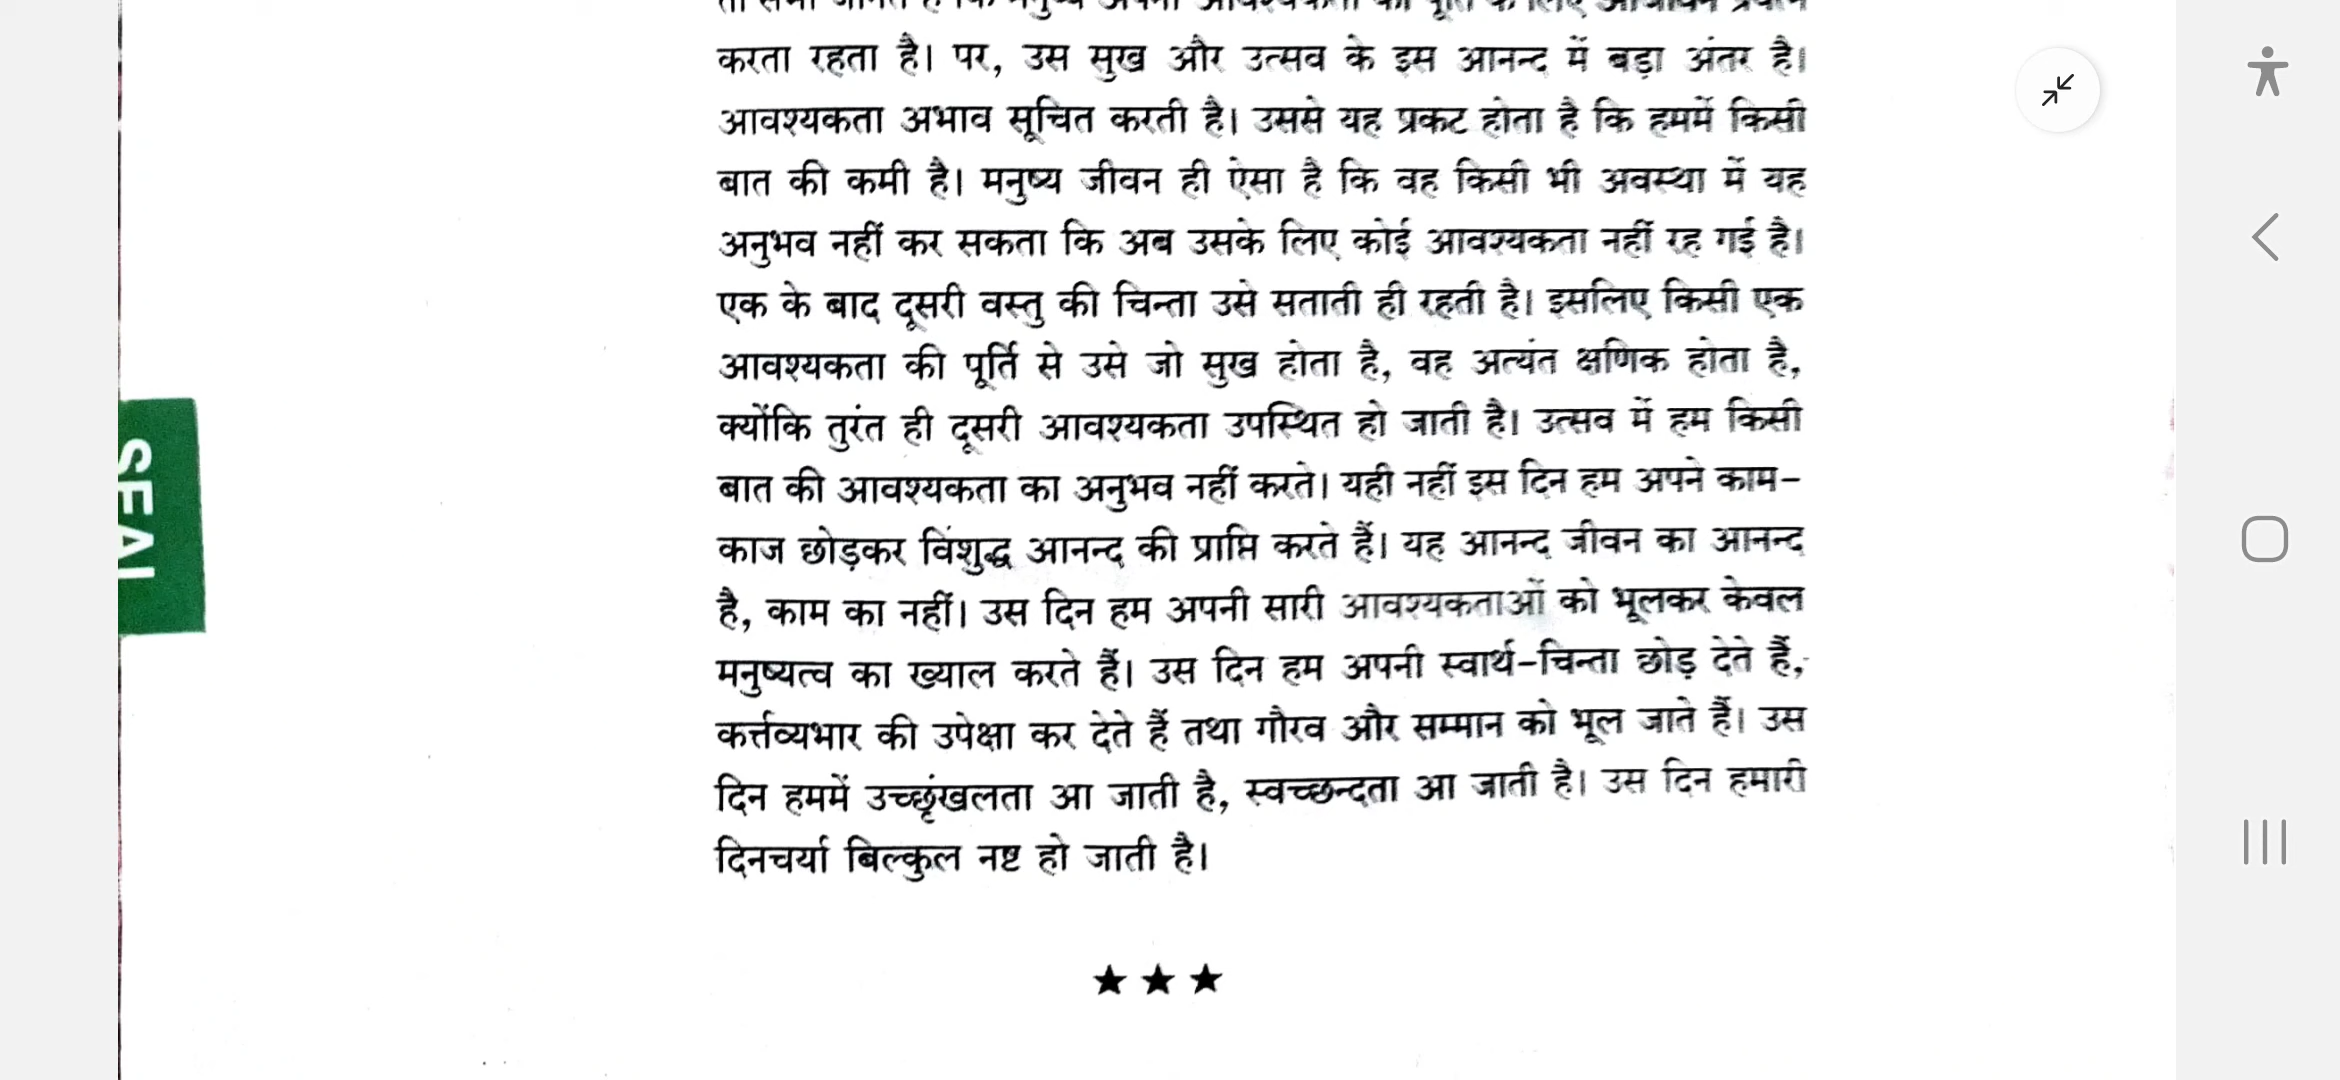 करता रहता है। पर, उस सुख और उत्सव के इस आनन्द में बड़ा अंतर है।
आवश्यकता अभाव सूचित करती है। उससे यह प्रकट होता है कि हममें किसी
बात की कमी है। मनुष्य जीवन ही ऐसा है कि वह किसी भी अवस्था में यह
अनुभव नहीं कर सकता कि अब उसके लिए कोई आवश्यकता नहीं रह गई है।
एक के बाद दूसरी वस्तु की चिन्ता उसे सताती ही रहती है। इसलिए किसी एक
आवश्यकता की पूर्ति से उसे जो सुख होता है, वह अत्यंत क्षणिक होता है,
क्योंकि तुरंत ही दूसरी आवश्यकता उपस्थित हो जाती है। उत्सव में हम किसी
बात की आवश्यकता का अनुभव नहीं करते। यही नहीं इस दिन हम अपने काम-
काज छोड़कर विशुद्ध आनन्द की प्राप्ति करते हैं। यह आनन्द जीवन का आनन्द
है, काम का नहीं। उस दिन हम अपनी सारी आवश्यकताओं को भूलकर केवल
मनुष्यत्व का ख्याल करते हैं। उस दिन हम अपनी स्वार्थ-चिन्ता छोड़ देते हैं,
कर्त्तव्यभार की उपेक्षा कर देते हैं तथा गौरव और सम्मान को भूल जाते हैं। उस
दिन हममें उच्छृंखलता आ जाती है, स्वच्छन्दता आ जाती है। उस दिन हमारी
दिनचर्या बिल्कुल नष्ट हो जाती है।
★ ★ ★
SEAL